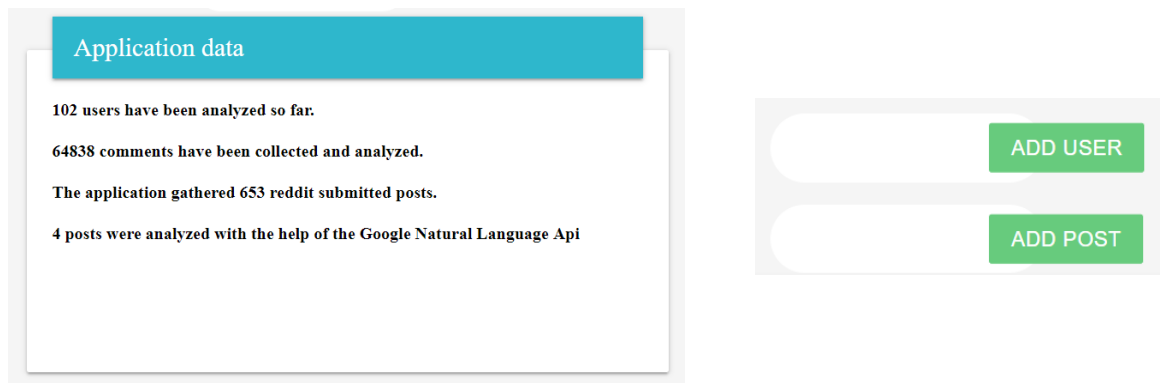 Application data
102 users have been analyzed so far.
64838 comments have been collected and analyzed.
The application gathered 653 reddit submitted posts.
4 posts were analyzed with the help of the Google Natural Language Api
ADD USER
ADD POST